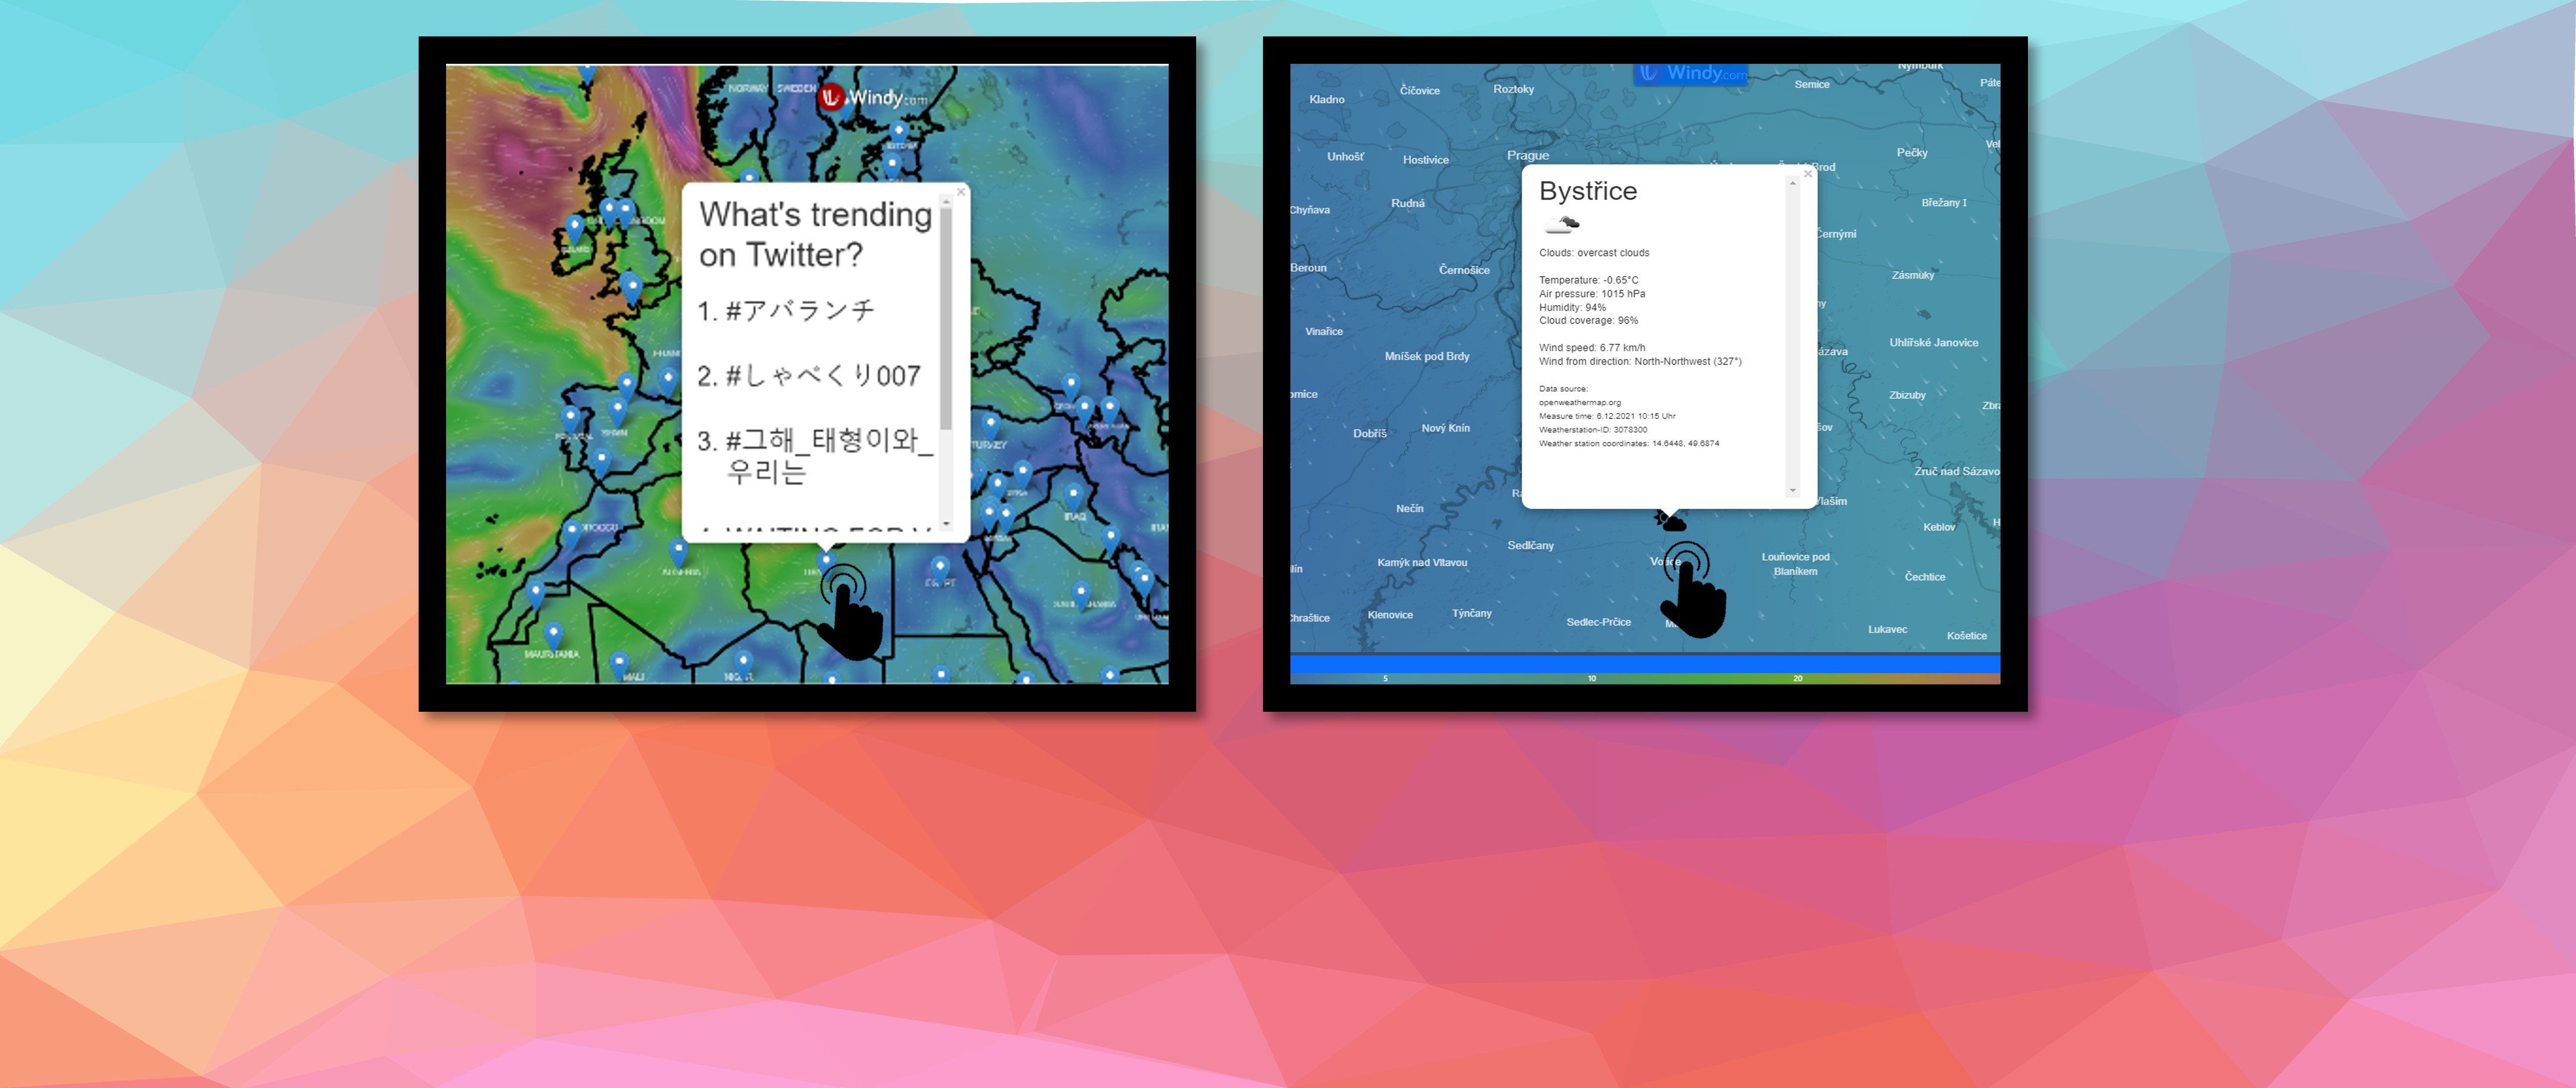 NORWAY
SWEDEN
Windy.com
What's trending
on Twitter?
1. #アバランチ
2. #しゃべくり007
3. #그해_태형이와_
우리는
TURKEY
IRAQ
MOROCCO
ALGERIA
EGYPT
MAURITANIA
MALI
NIGER
Windy.com
Nymburk
Kladno
Číčovice
Roztoky
Semice
Unhošť
Hostivice
Prague
Pečky
Chyňava
Rudná
Břežany I
Černými
Beroun
Černošice
Zásmuky
Vinařice
Mníšek pod Brdy
Uhlířské Janovice
Zbizuby
Dobříš
Nový Knín
Zruč nad Sázavo
Nečín
Vlašim
Keblov
Sedlčany
Kamýk nad Vltavou
Louňovice pod
Blaníkem
Čechtice
Klenovice
Týnčany
Sedlec-Prčice
Lukavec
Košetice
Bystřice
Clouds: overcast clouds
Temperature: -0.65°C
Air pressure: 1015 hPa
Humidity: 94%
Cloud coverage: 96%
Wind speed: 6.77 km/h
Wind from direction: North-Northwest (327°)
Data source:
openweathermap.org
Measure time: 6.12.2021 10:15 Uhr
Weatherstation-ID: 3078300
Weather station coordinates: 14.6448, 49.6874
5
10
20